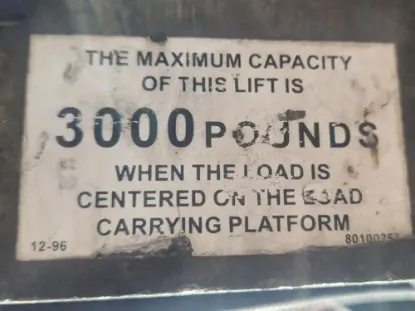 THE MAXIMUM CAPACITY
OF THIS LIFT IS
3000 POUNDS
WHEN THE LOAD IS
CENTERED ON THE LOAD
CARRYING PLATFORM
12-96